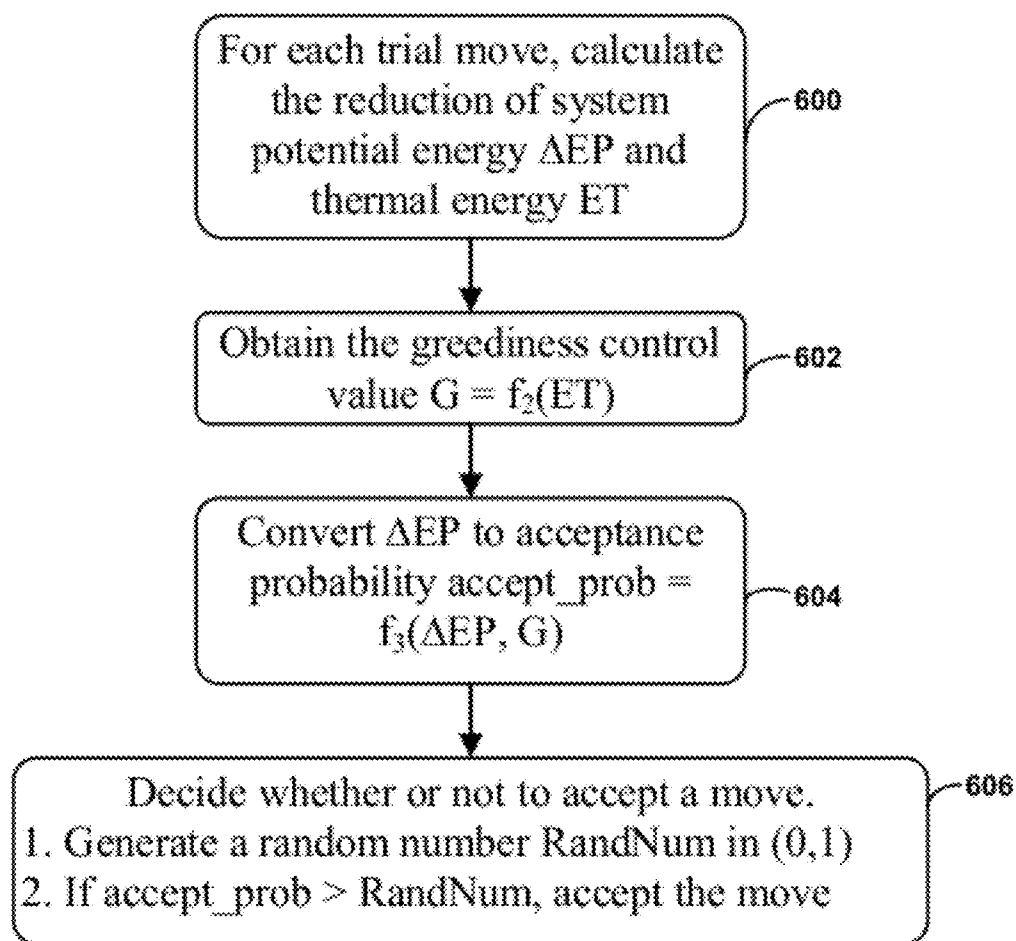 For each trial move, calculate
the reduction of system
potential energy ΔEP and
thermal energy ET
600
Obtain the greediness control
value G = f₂(ET)
602
Convert ΔEP to acceptance
probability accept_prob =
f₃(ΔEP, G)
604
Decide whether or not to accept a move.
1. Generate a random number RandNum in (0,1)
2. If accept_prob > RandNum, accept the move
606